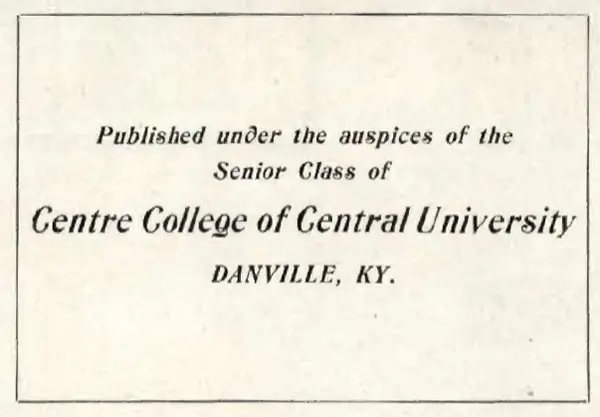 Published under the auspices of the
Senior Class of
Centre College of Central University
DANVILLE, KY.